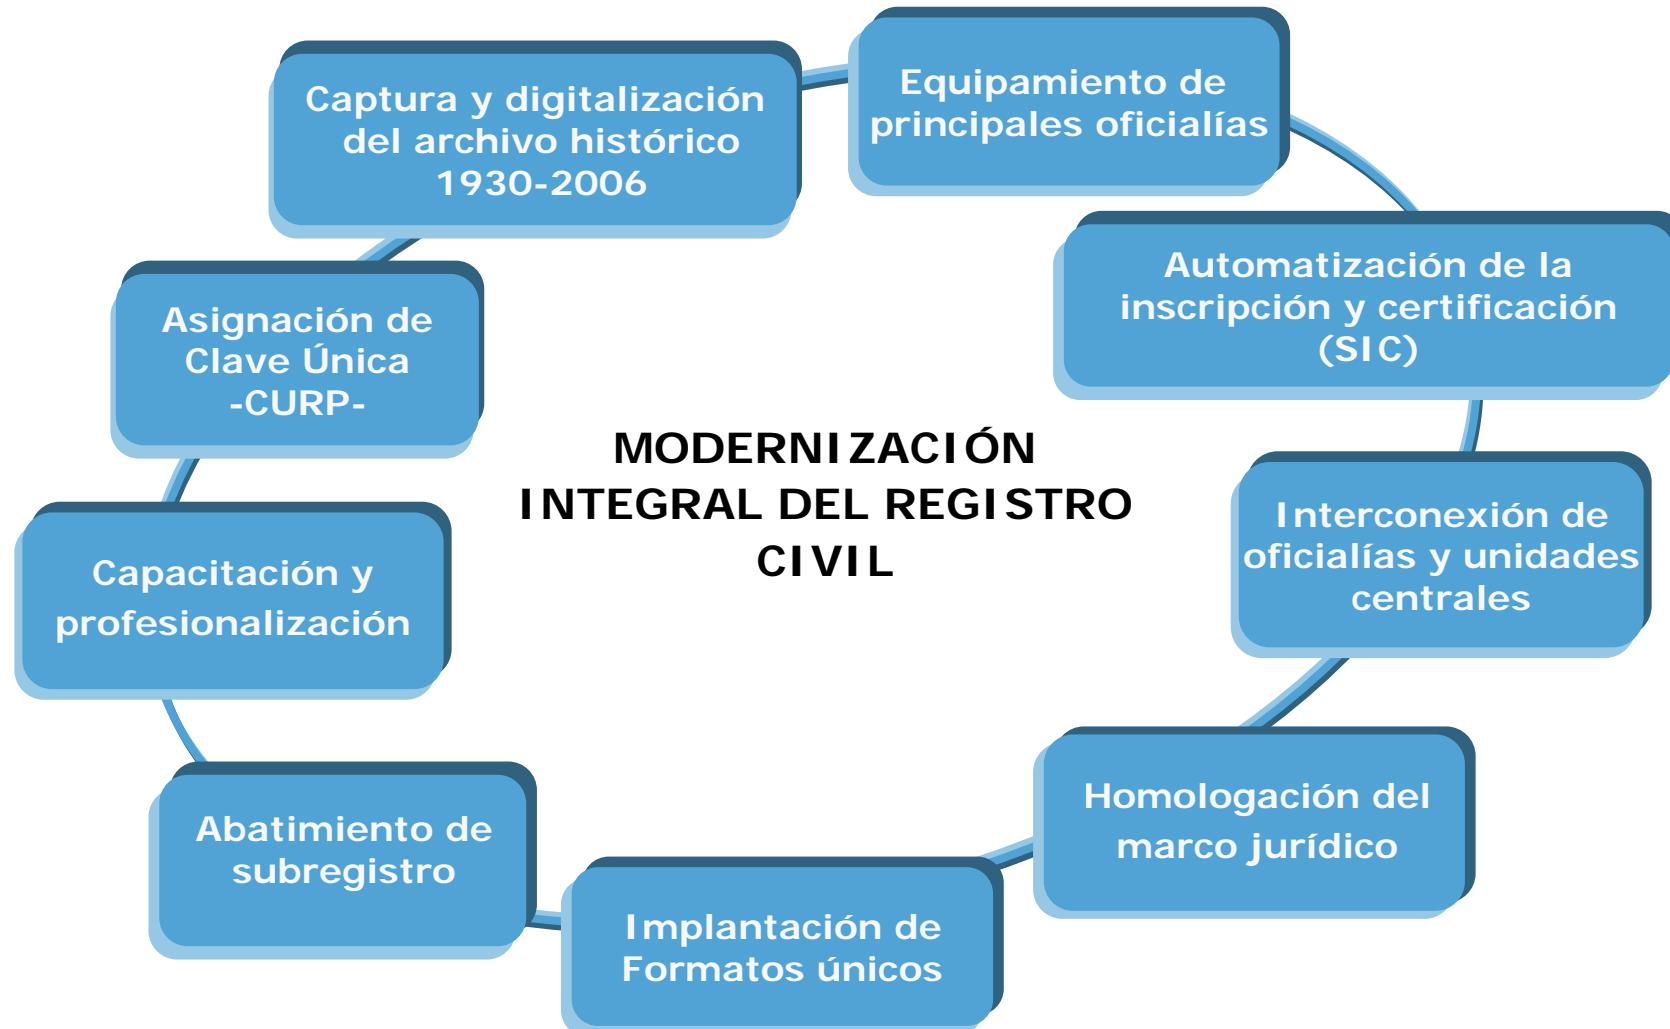 Captura y digitalización
del archivo histórico
1930-2006
Equipamiento de
principales oficialías
Automatización de la
inscripción y certificación
(SIC)
Asignación de
Clave Única
-CURP-
MODERNIZACIÓN
INTEGRAL DEL REGISTRO
CIVIL
Interconexión de
oficialías y unidades
centrales
Capacitación y
profesionalización
Homologación del
marco jurídico
Abatimiento de
subregistro
Implantación de
Formatos únicos